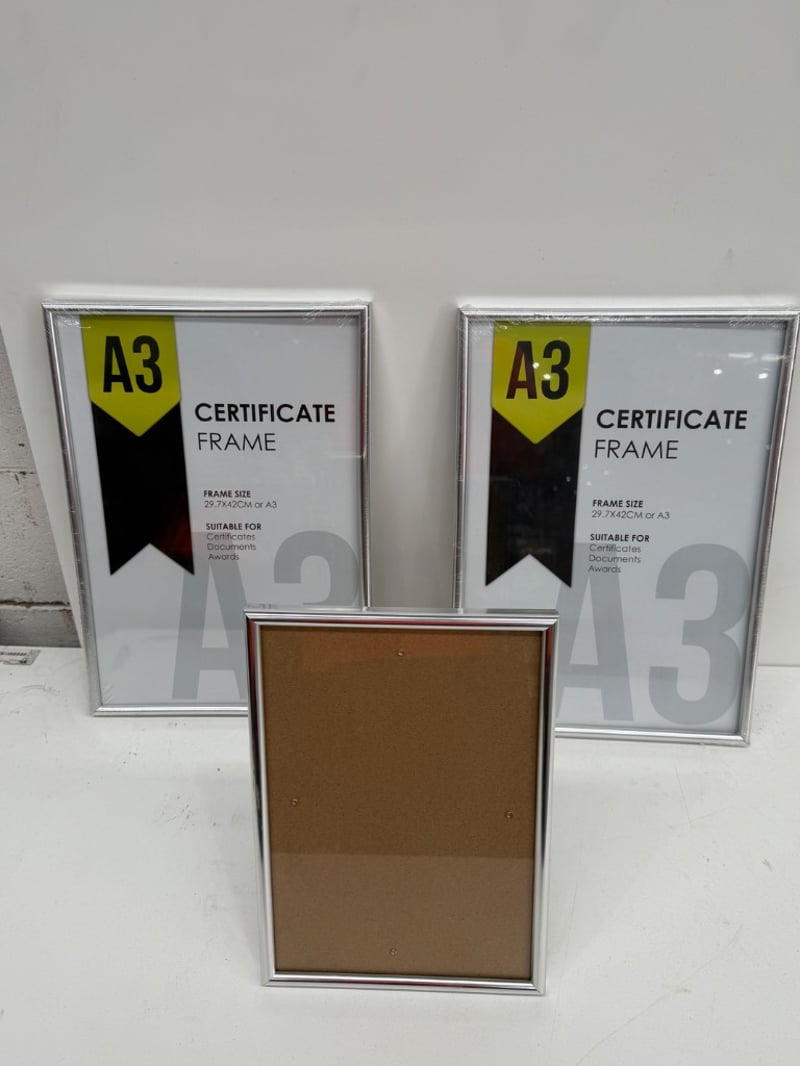 A3
CERTIFICATE
FRAME
FRAME SIZE
29.7X42CM or A3
SUITABLE FOR
Certificates
Documents
Awards
A3
A3
CERTIFICATE
FRAME
FRAME SIZE
29.7X42CM or A3
SUITABLE FOR
Certificates
Documents
Awards
A3